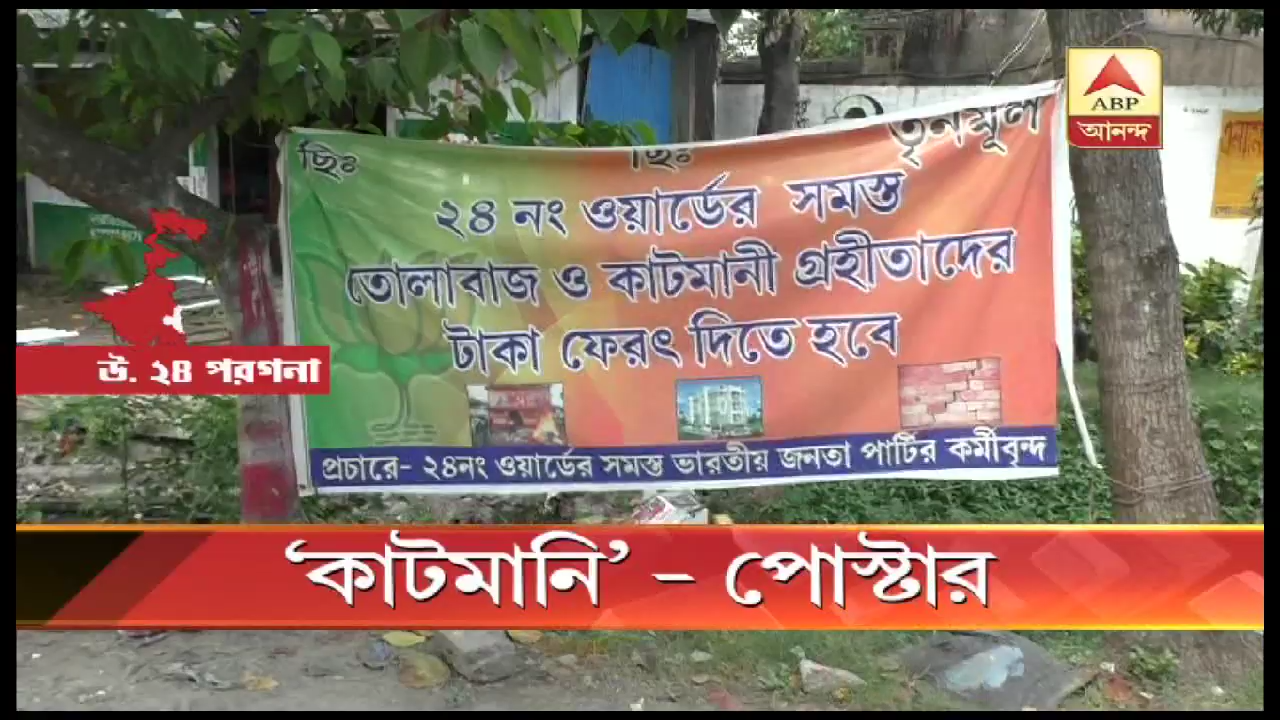 ছিঃ ছিঃ তৃনমূল
ABP
আনন্দ
২৪ নং ওয়ার্ডের সমস্ত
তোলাবাজ ও কাটমানী গ্রহীতাদের
টাকা ফেরৎ দিতে হবে
উ. ২৪ পরগনা
প্রচারে- ২৪নং ওয়ার্ডের সমস্ত ভারতীয় জনতা পার্টির কর্মীবৃন্দ
‘কাটমানি’ – পোস্টার